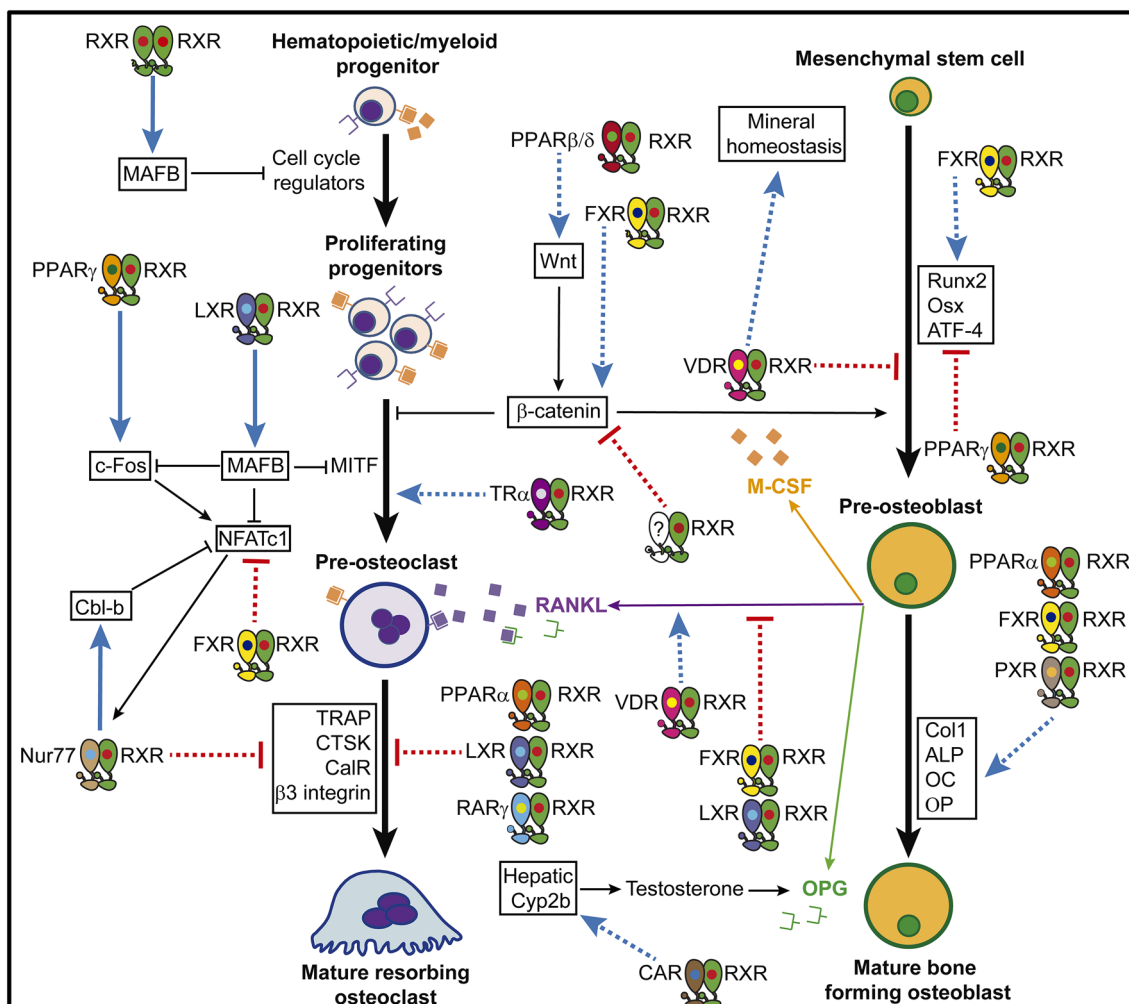 RXR RXR
Hematopoietic/myeloid
progenitor
Mesenchymal stem cell
MAFB
Cell cycle
regulators
PPARβ/δ RXR
Mineral
homeostasis
FXR RXR
FXR RXR
Proliferating
progenitors
Wnt
PPARγ RXR
LXR RXR
Runx2
Osx
ATF-4
VDR RXR
β-catenin
c-Fos
MAFB
MITF
PPARγ RXR
M-CSF
TRα RXR
? RXR
Pre-osteoblast
NFATc1
Pre-osteoclast
PPARα RXR
Cbl-b
RANKL
FXR RXR
FXR RXR
PXR RXR
PPARα RXR
VDR RXR
TRAP
CTSK
CalR
β3 integrin
Nur77 RXR
LXR RXR
FXR RXR
Col1
ALP
OC
OP
RARγ RXR
LXR RXR
Hepatic
Cyp2b
Testosterone
OPG
Mature resorbing
osteoclast
CAR RXR
Mature bone
forming osteoblast